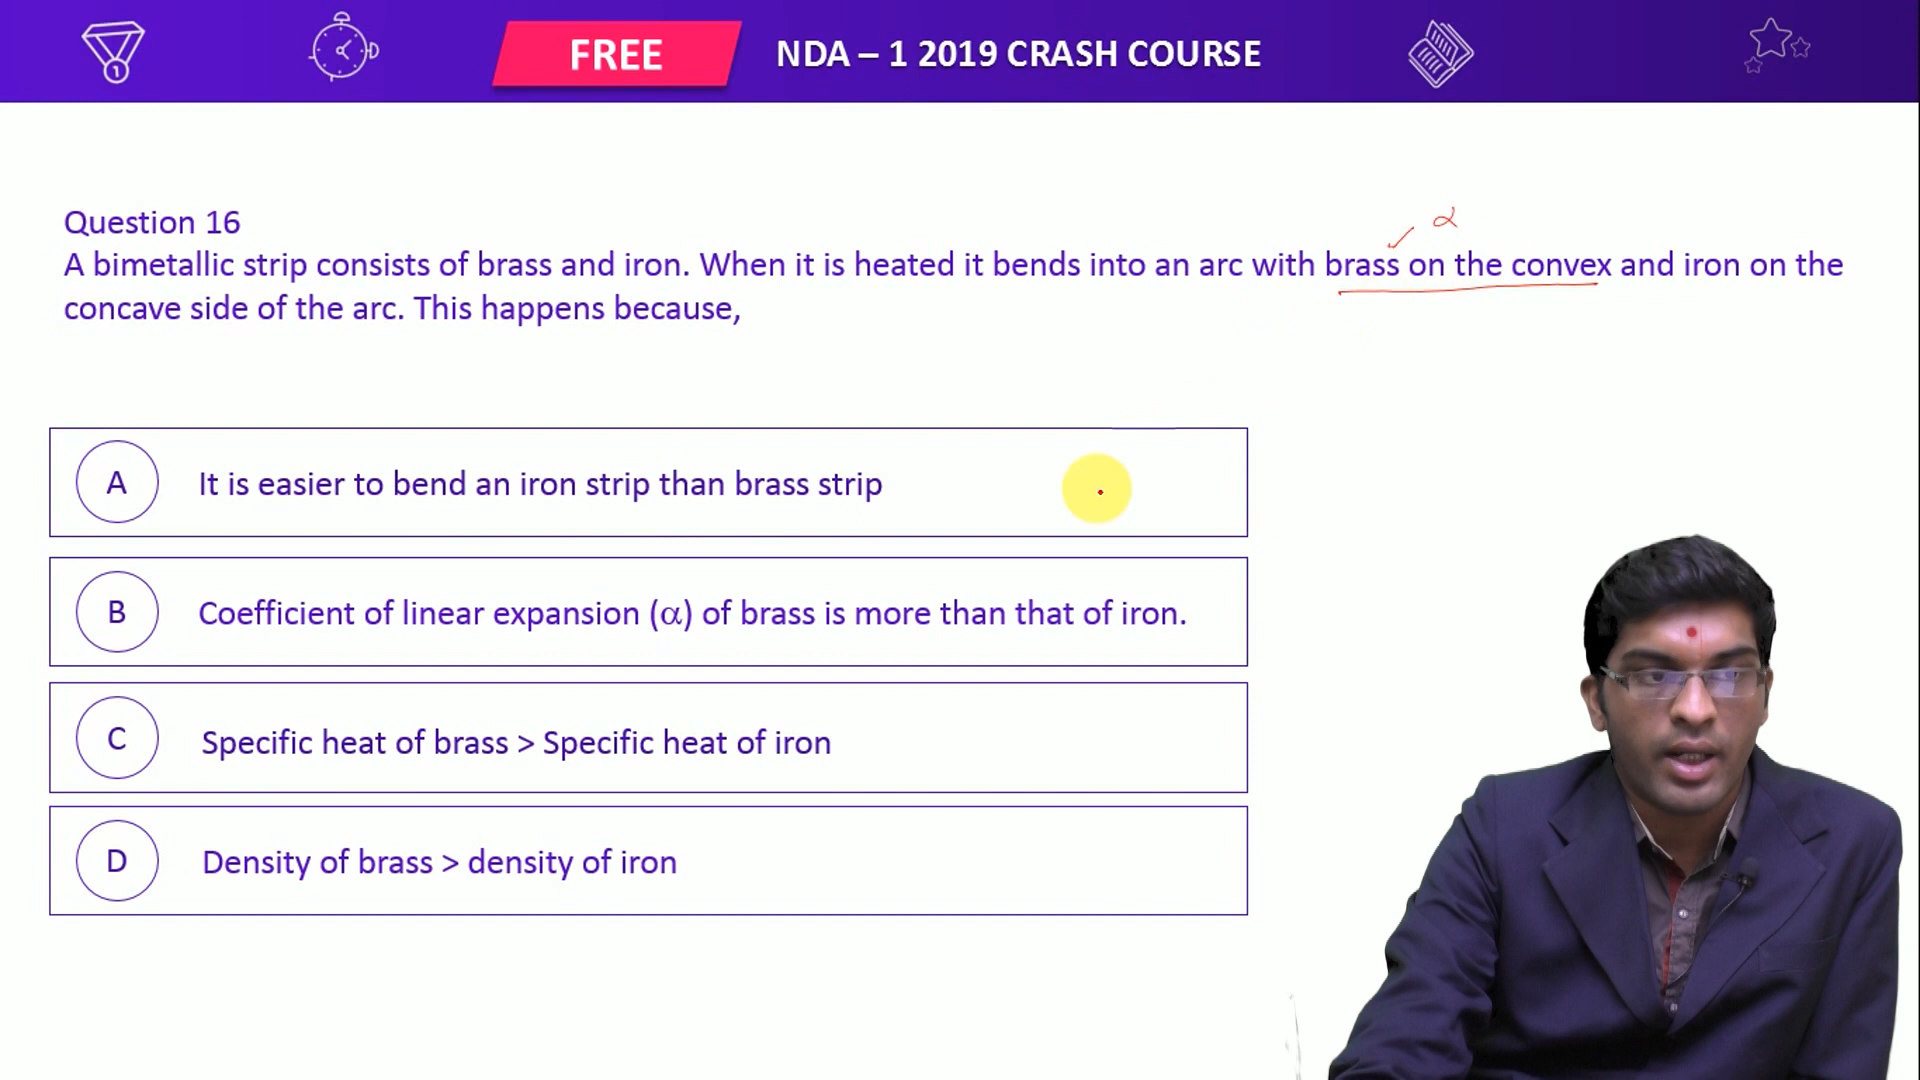 FREE
NDA – 1 2019 CRASH COURSE
1
Question 16
α
A bimetallic strip consists of brass and iron. When it is heated it bends into an arc with brass on the convex and iron on the
concave side of the arc. This happens because,
A It is easier to bend an iron strip than brass strip
B Coefficient of linear expansion (α) of brass is more than that of iron.
C Specific heat of brass > Specific heat of iron
D Density of brass > density of iron